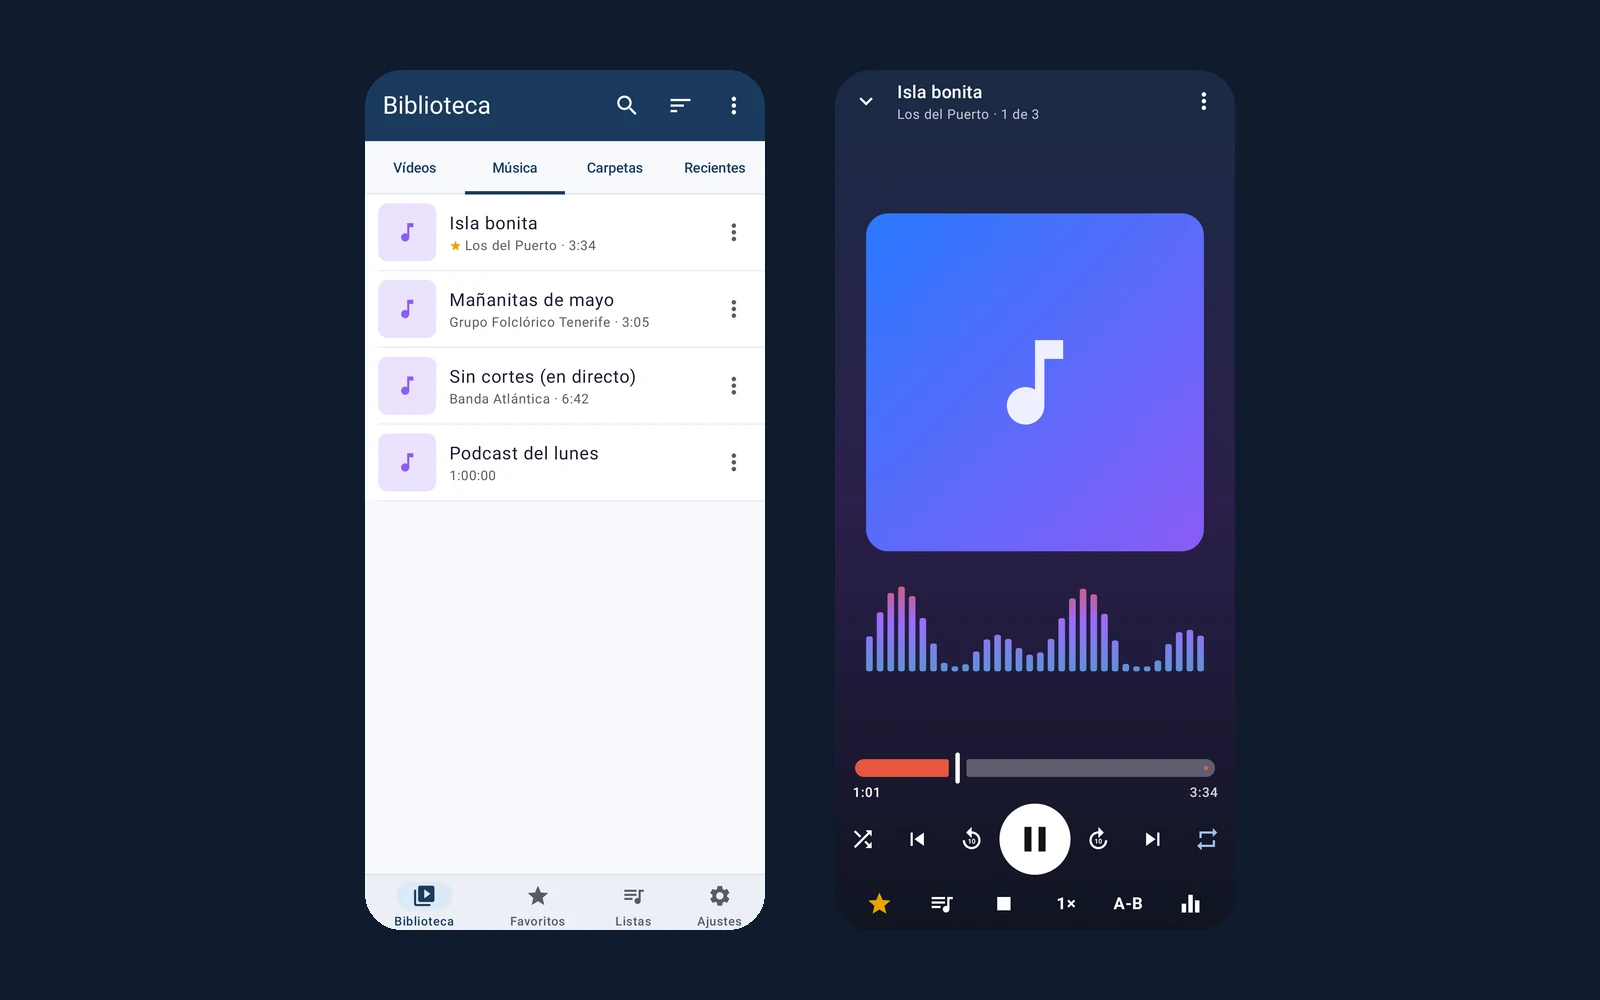 Biblioteca
Vídeos Música Carpetas Recientes
Isla bonita
Los del Puerto · 3:34
Mañanitas de mayo
Grupo Folclórico Tenerife · 3:05
Sin cortes (en directo)
Banda Atlántica · 6:42
Podcast del lunes
1:00:00
Biblioteca Favoritos Listas Ajustes
Isla bonita
Los del Puerto · 1 de 3
1:01 3:34
10 10
1× A-B